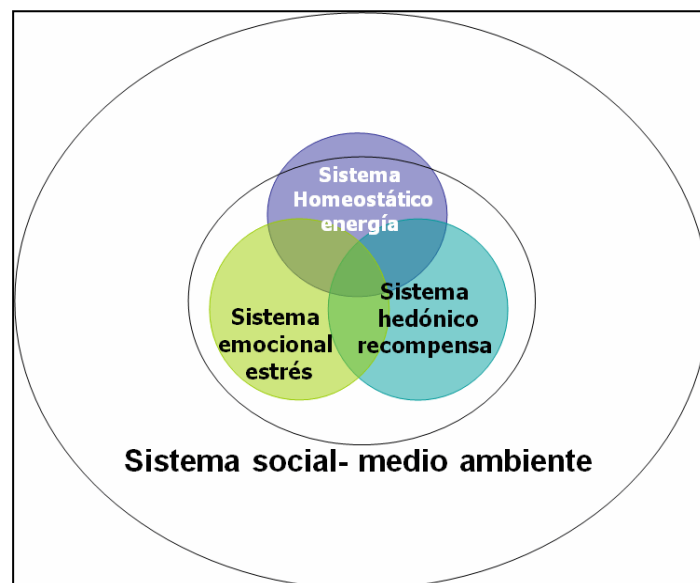 Sistema
Homeostático
energía
Sistema
emocional
estrés
Sistema
hedónico
recompensa
Sistema social- medio ambiente